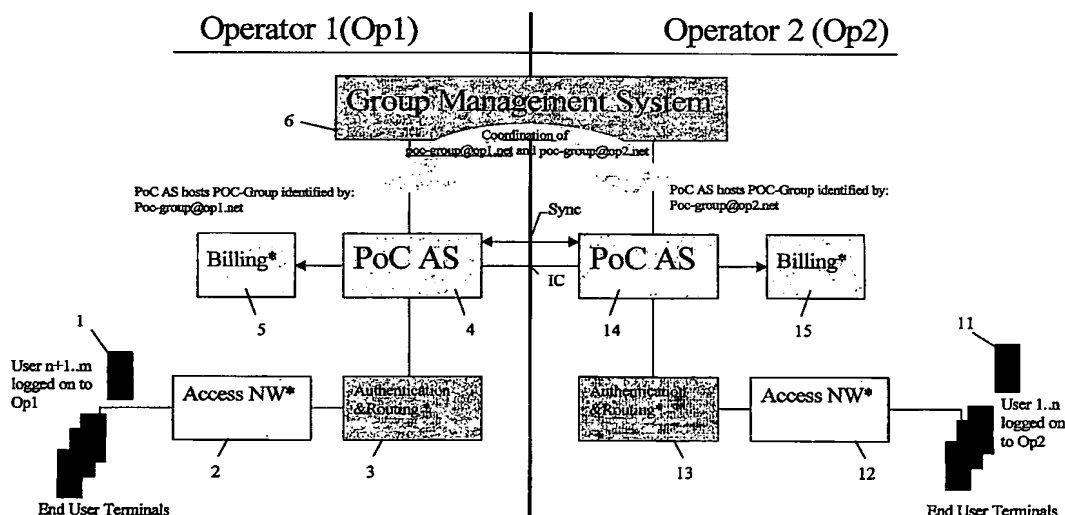 Operator 1(Op1)
Operator 2 (Op2)
Group Management System
6
Coordination of
poc-group@op1.net and poc-group@op2.net
PoC AS hosts POC-Group identified by:
Poc-group@op1.net
PoC AS hosts POC-Group identified by:
Poc-group@op2.net
Sync
Billing*
PoC AS
PoC AS
Billing*
IC
5
4
14
15
1
11
User n+1..m
logged on to
Op1
Access NW*
Authentication
&Routing*
Authentication
&Routing*
Access NW*
User 1..n
logged on
to Op2
2
3
13
12
End User Terminals
End User Terminals